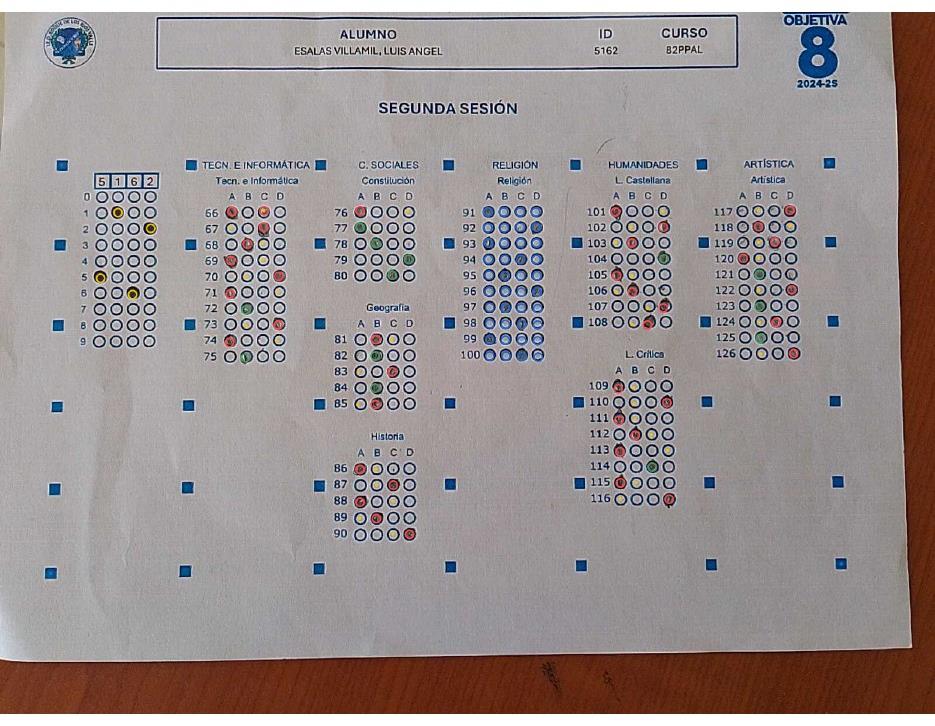 ALUMNO ID CURSO
ESALAS VILLAMIL, LUIS ANGEL 5162 82PPAL
OBJETIVA
8
2024-25
SEGUNDA SESIÓN
5 1 6 2
0
1
2
3
4
5
6
7
8
9
TECN. E INFORMÁTICA
Tecn. e Informática
A B C D
66
67
68
69
70
71
72
73
74
75
C. SOCIALES
Constitución
A B C D
76
77
78
79
80
Geografia
A B C D
81
82
83
84
85
Historia
A B C D
86
87
88
89
90
RELIGIÓN
Religión
A B C D
91
92
93
94
95
96
97
98
99
100
HUMANIDADES
L. Castellana
A B C D
101
102
103
104
105
106
107
108
L. Crítica
A B C D
109
110
111
112
113
114
115
116
ARTÍSTICA
Artística
A B C D
117
118
119
120
121
122
123
124
125
126